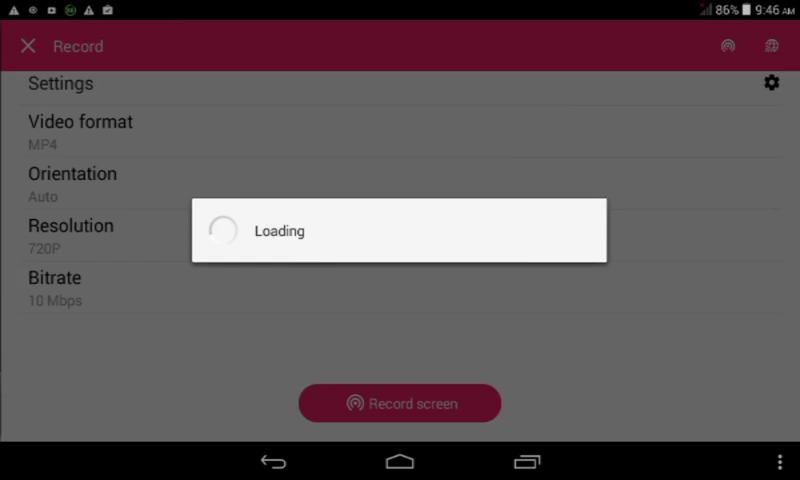 86% 9:46 AM
Record
Settings
Video format
MP4
Orientation
Auto
Resolution
720P
Loading
Bitrate
10 Mbps
Record screen